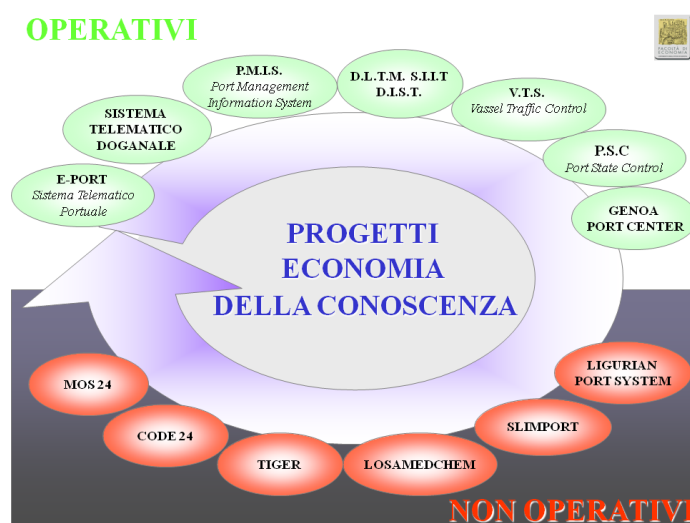 OPERATIVI
P.M.I.S.
Port Management
Information System
D.L.T.M. S.I.I.T
D.I.S.T.
V.T.S.
Vassel Traffic Control
SISTEMA
TELEMATICO
DOGANALE
P.S.C
Port State Control
E-PORT
Sistema Telematico
Portuale
GENOA
PORT CENTER
PROGETTI
ECONOMIA
DELLA CONOSCENZA
MOS 24
LIGURIAN
PORT SYSTEM
CODE 24
SLIMPORT
TIGER
LOSAMEDCHEM
NON OPERATIVI